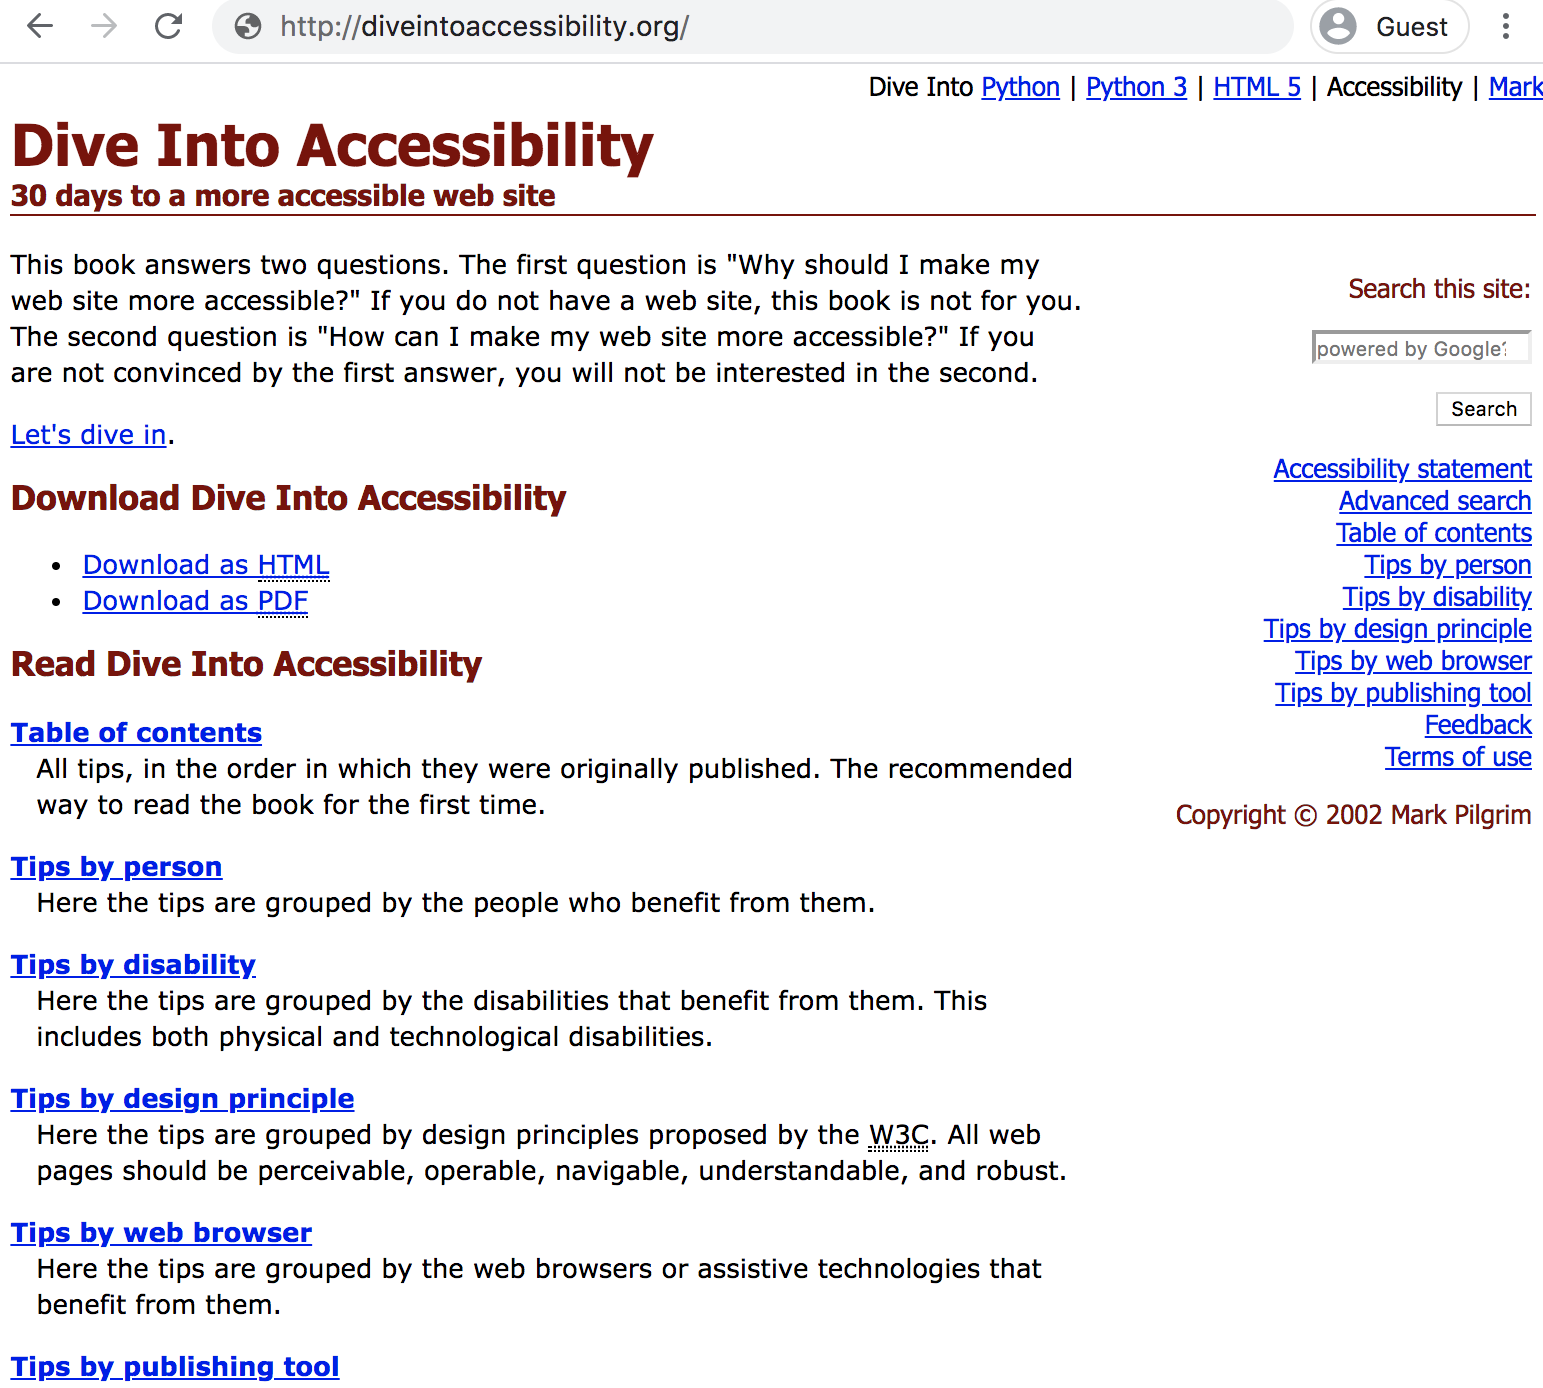 http://diveintoaccessibility.org/
Guest
Dive Into Python | Python 3 | HTML 5 | Accessibility | Mark
Dive Into Accessibility
30 days to a more accessible web site
This book answers two questions. The first question is "Why should I make my
web site more accessible?" If you do not have a web site, this book is not for you.
The second question is "How can I make my web site more accessible?" If you
are not convinced by the first answer, you will not be interested in the second.
Let's dive in.
Download Dive Into Accessibility
• Download as HTML
• Download as PDF
Read Dive Into Accessibility
Table of contents
All tips, in the order in which they were originally published. The recommended
way to read the book for the first time.
Tips by person
Here the tips are grouped by the people who benefit from them.
Tips by disability
Here the tips are grouped by the disabilities that benefit from them. This
includes both physical and technological disabilities.
Tips by design principle
Here the tips are grouped by design principles proposed by the W3C. All web
pages should be perceivable, operable, navigable, understandable, and robust.
Tips by web browser
Here the tips are grouped by the web browsers or assistive technologies that
benefit from them.
Tips by publishing tool
Search this site:
powered by Google
Search
Accessibility statement
Advanced search
Table of contents
Tips by person
Tips by disability
Tips by design principle
Tips by web browser
Tips by publishing tool
Feedback
Terms of use
Copyright © 2002 Mark Pilgrim